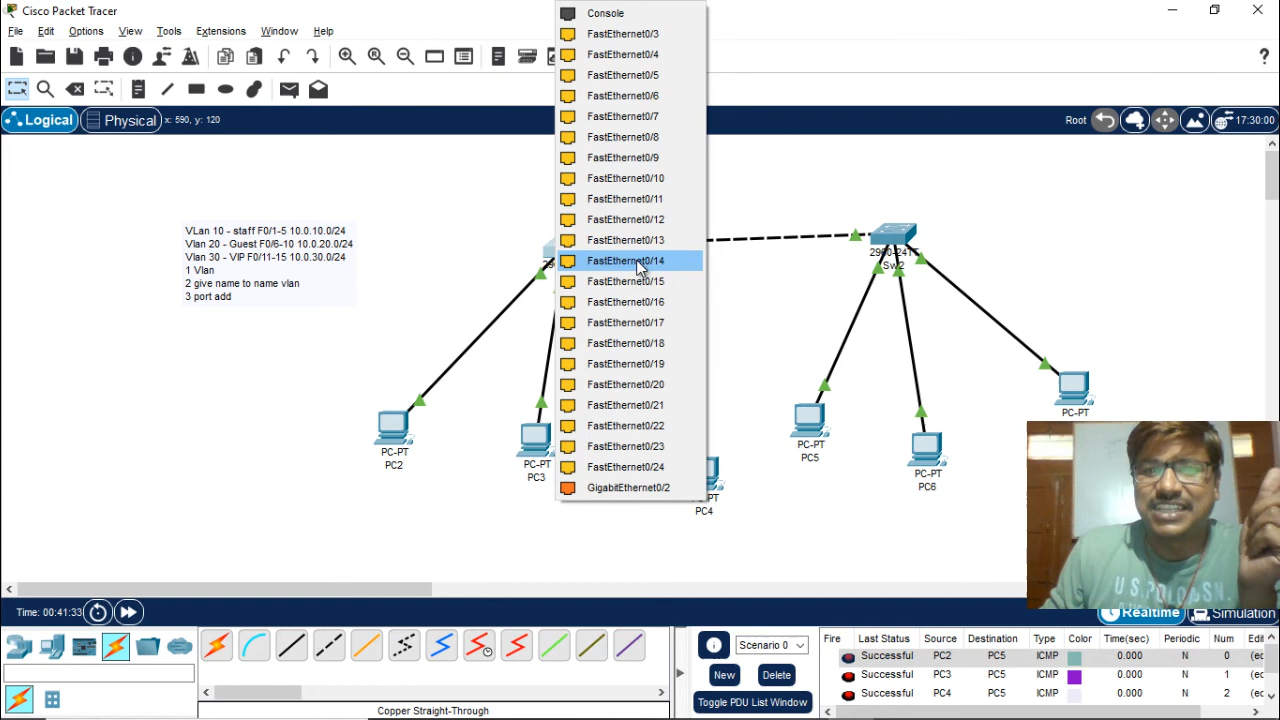 Cisco Packet Tracer
File Edit Options View Tools Extensions Window Help
Logical Physical x: 590, y: 120 Root 17:30:00
Console
FastEthernet0/3
FastEthernet0/4
FastEthernet0/5
FastEthernet0/6
FastEthernet0/7
FastEthernet0/8
FastEthernet0/9
FastEthernet0/10
FastEthernet0/11
FastEthernet0/12
FastEthernet0/13
FastEthernet0/14
FastEthernet0/15
FastEthernet0/16
FastEthernet0/17
FastEthernet0/18
FastEthernet0/19
FastEthernet0/20
FastEthernet0/21
FastEthernet0/22
FastEthernet0/23
FastEthernet0/24
GigabitEthernet0/2
VLan 10 - staff F0/1-5 10.0.10.0/24
Vlan 20 - Guest F0/6-10 10.0.20.0/24
Vlan 30 - VIP F0/11-15 10.0.30.0/24
1 Vlan
2 give name to name vlan
3 port add
Sw2
PC-PT
PC2
PC-PT
PC3
PC4
PC-PT
PC5
PC-PT
PC6
PC-PT
Time: 00:41:33
Realtime Simulation
Scenario 0
New Delete
Toggle PDU List Window
Fire Last Status Source Destination Type Color Time(sec) Periodic Num
Successful PC2 PC5 ICMP 0.000 N 0
Successful PC3 PC5 ICMP 0.000 N 1
Successful PC4 PC5 ICMP 0.000 N 2
Copper Straight-Through